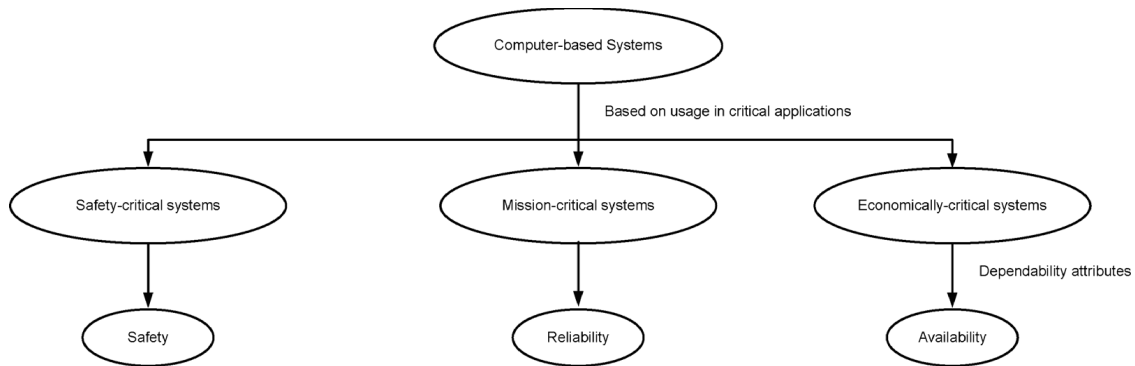 Computer-based Systems
Based on usage in critical applications
Safety-critical systems
Mission-critical systems
Economically-critical systems
Dependability attributes
Safety
Reliability
Availability